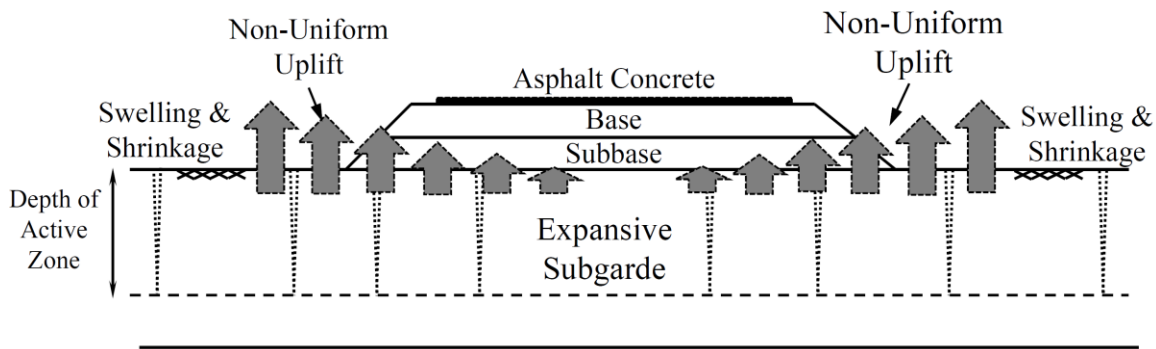 Non-Uniform
Uplift
Non-Uniform
Uplift
Asphalt Concrete
Swelling &
Shrinkage
Base
Subbase
Swelling &
Shrinkage
Depth of
Active
Zone
Expansive
Subgarde